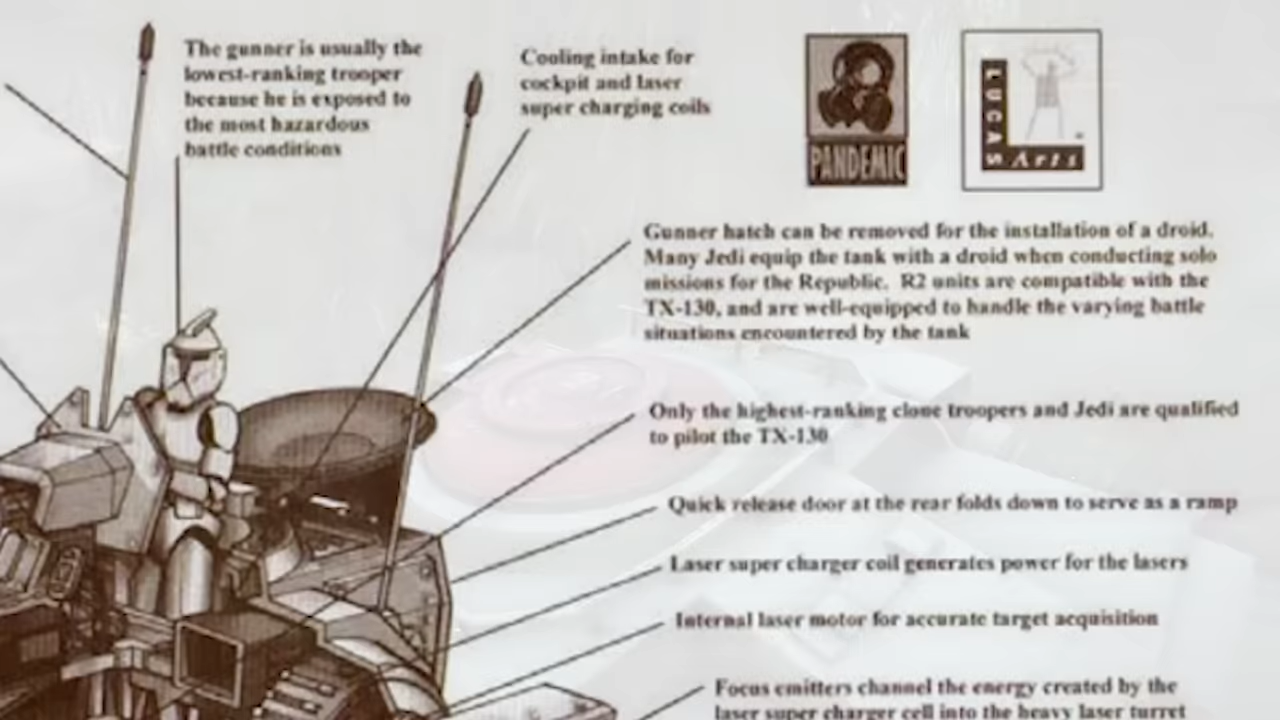 The gunner is usually the
lowest-ranking trooper
because he is exposed to
the most hazardous
battle conditions
Cooling intake for
cockpit and laser
super charging coils
PANDEMIC
LUCAS
Arts
Gunner hatch can be removed for the installation of a droid.
Many Jedi equip the tank with a droid when conducting solo
missions for the Republic. R2 units are compatible with the
TX-130, and are well-equipped to handle the varying battle
situations encountered by the tank
Only the highest-ranking clone troopers and Jedi are qualified
to pilot the TX-130
Quick release door at the rear folds down to serve as a ramp
Laser super charger coil generates power for the lasers
Internal laser motor for accurate target acquisition
Focus emitters channel the energy created by the
laser super charger cell into the heavy laser turret